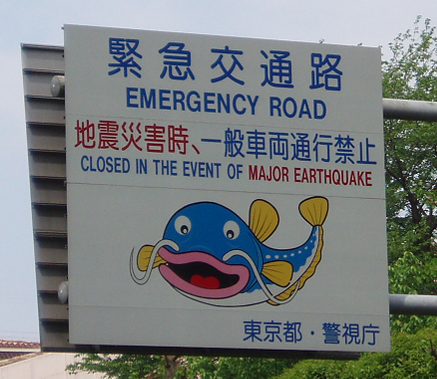 緊急交通路
EMERGENCY ROAD
地震災害時、一般車両通行禁止
CLOSED IN THE EVENT OF MAJOR EARTHQUAKE
東京都・警視庁